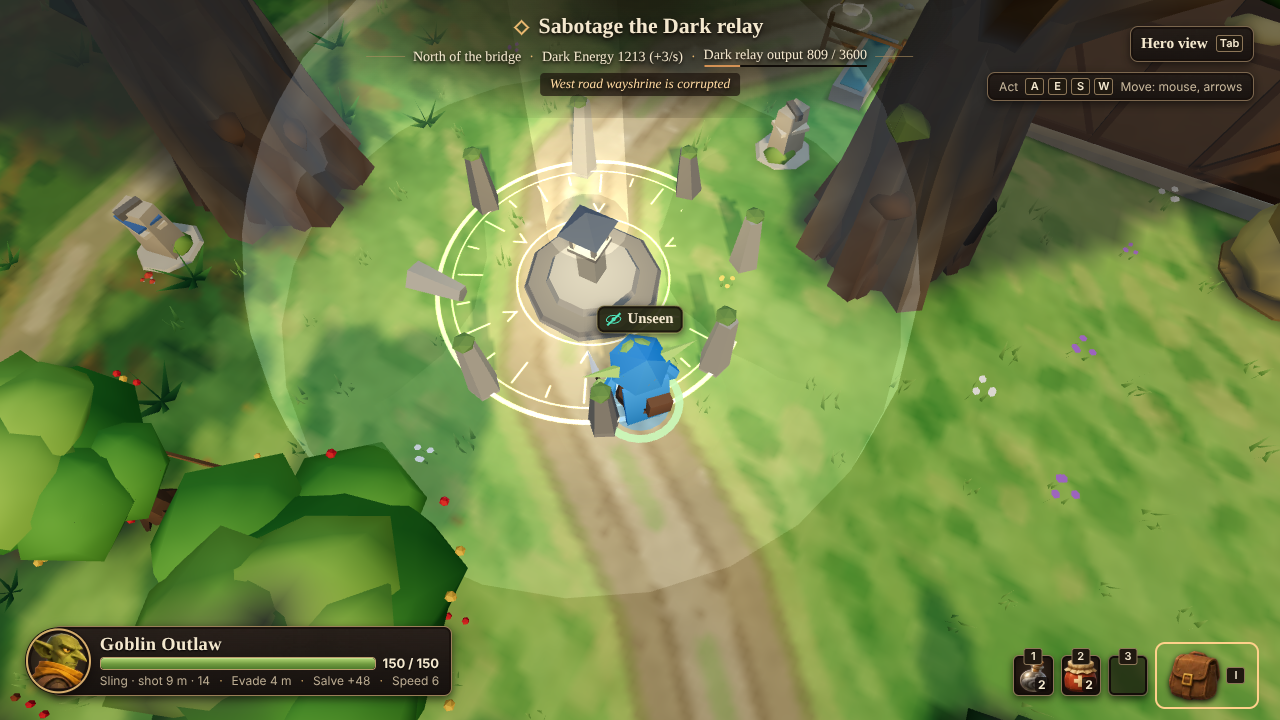 Sabotage the Dark relay
North of the bridge · Dark Energy 1213 (+3/s) · Dark relay output 809 / 3600
West road wayshrine is corrupted
Hero view Tab
Act A E S W Move: mouse, arrows
Unseen
Goblin Outlaw
150 / 150
Sling · shot 9 m · 14 · Evade 4 m · Salve +48 · Speed 6
1 2 3
2 2 I